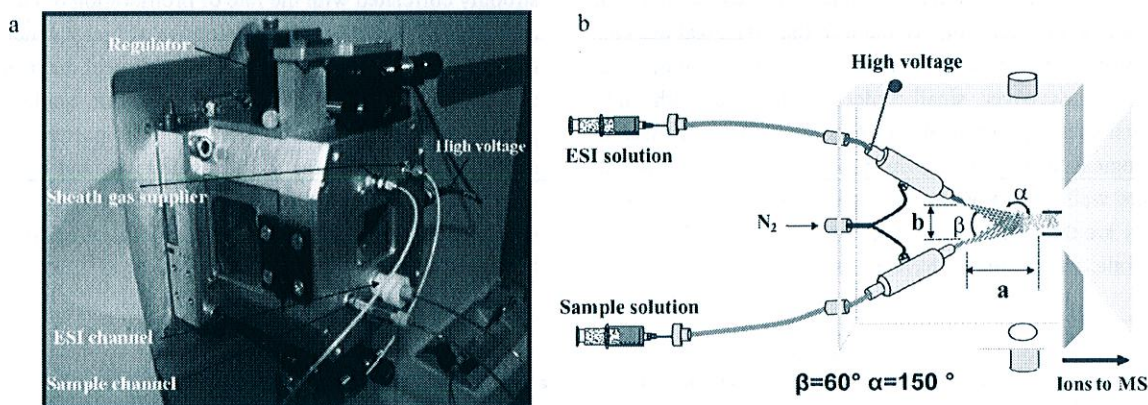 a
Regulator
High voltage
Sheath gas supplier
ESI channel
Sample channel
b
High voltage
ESI solution
N₂
b
β
α
a
Sample solution
β=60° α=150 °
Ions to MS